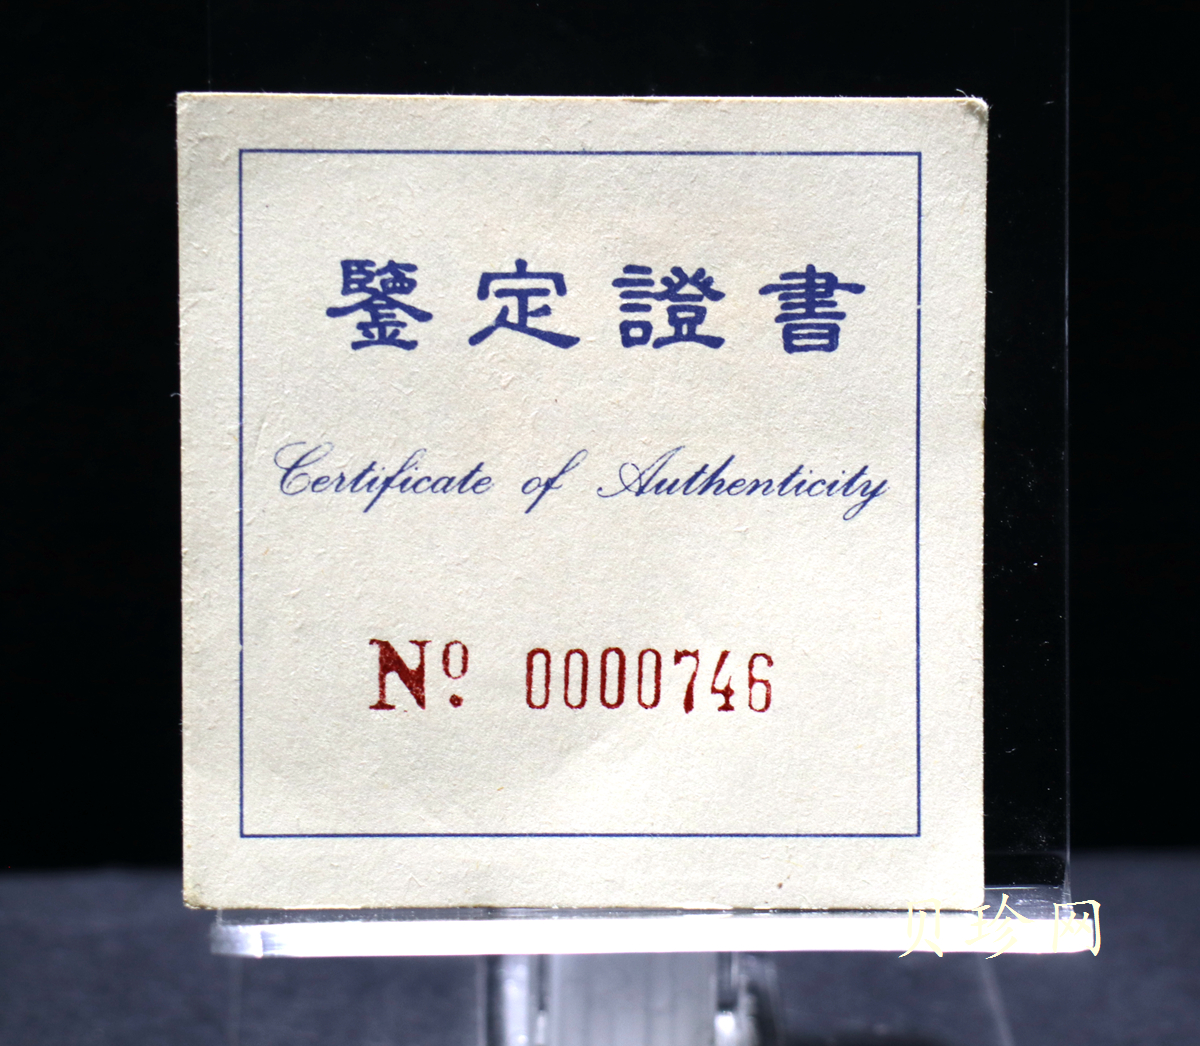 鑒定證書
Certificate of Authenticity
Nº. 0000746
贝珍网